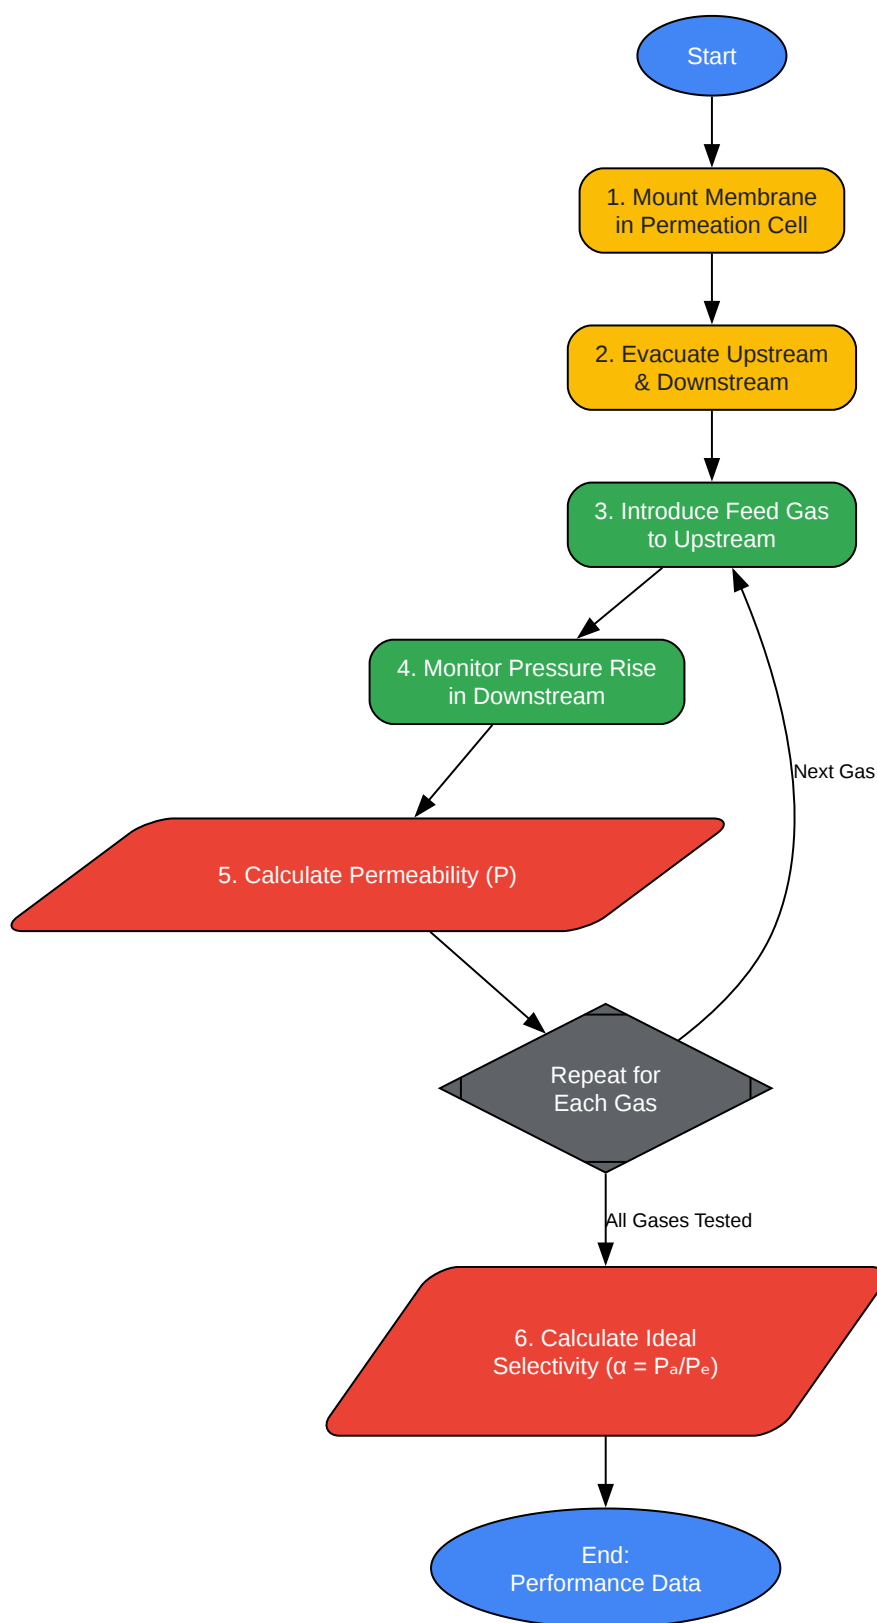 Start
1. Mount Membrane
in Permeation Cell
2. Evacuate Upstream
& Downstream
3. Introduce Feed Gas
to Upstream
4. Monitor Pressure Rise
in Downstream
Next Gas
5. Calculate Permeability (P)
Repeat for
Each Gas
All Gases Tested
6. Calculate Ideal
Selectivity (α = Pₐ/Pₑ)
End:
Performance Data